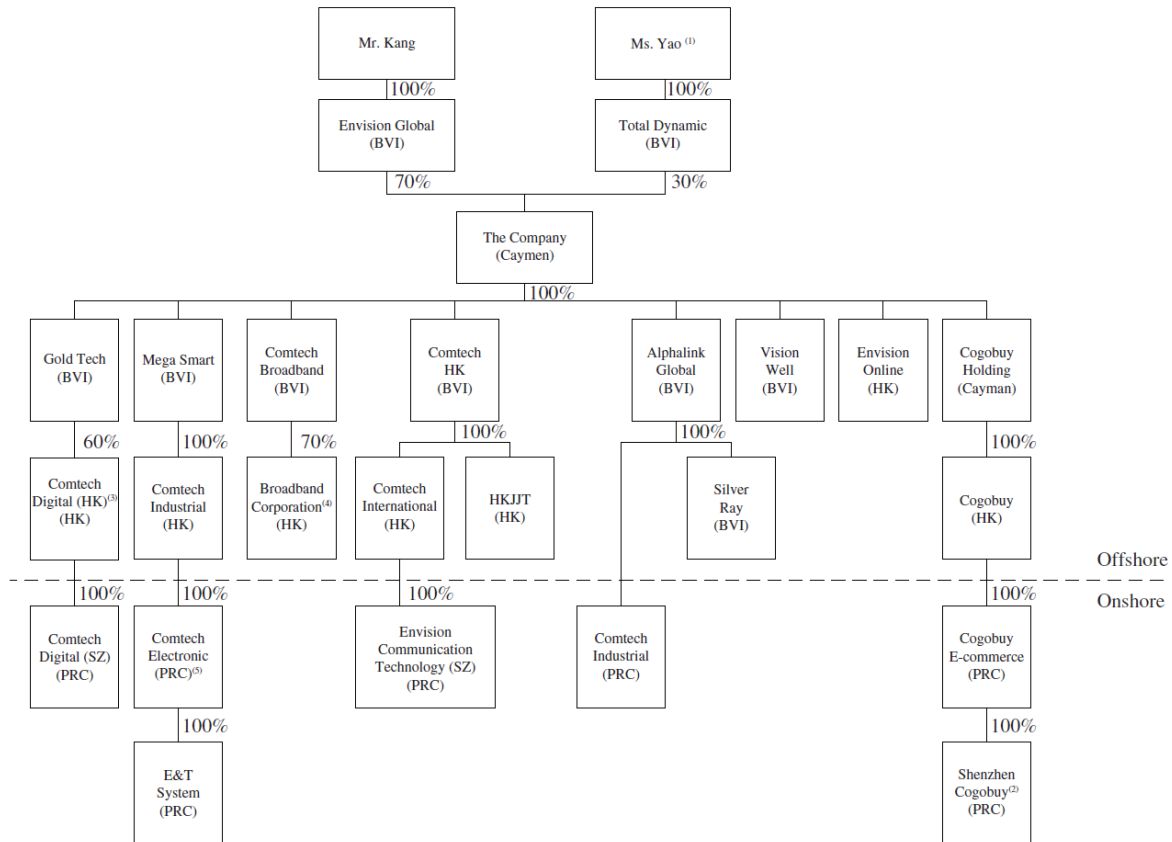 Mr. Kang
Ms. Yao (1)
100%
100%
Envision Global
(BVI)
Total Dynamic
(BVI)
70%
30%
The Company
(Caymen)
100%
Gold Tech
(BVI)
Mega Smart
(BVI)
Comtech
Broadband
(BVI)
Comtech
HK
(BVI)
Alphalink
Global
(BVI)
Vision
Well
(BVI)
Envision
Online
(HK)
Cogobuy
Holding
(Cayman)
60%
100%
70%
100%
100%
100%
Comtech
Digital (HK)(3)
(HK)
Comtech
Industrial
(HK)
Broadband
Corporation(4)
(HK)
Comtech
International
(HK)
HKJJT
(HK)
Silver
Ray
(BVI)
Cogobuy
(HK)
Offshore
Onshore
100%
100%
100%
100%
Comtech
Digital (SZ)
(PRC)
Comtech
Electronic
(PRC)(5)
Envision
Communication
Technology (SZ)
(PRC)
Comtech
Industrial
(PRC)
Cogobuy
E-commerce
(PRC)
100%
100%
E&T
System
(PRC)
Shenzhen
Cogobuy(2)
(PRC)